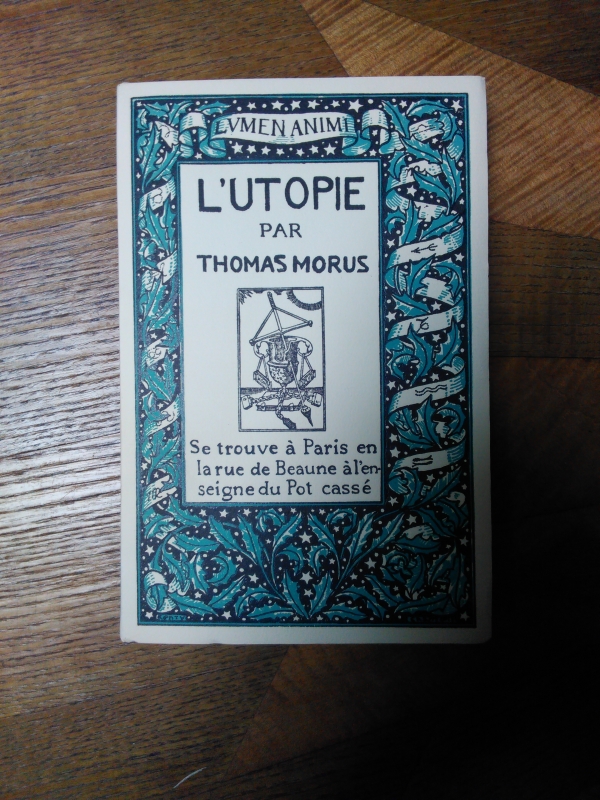 LVMEN ANIMI
L'UTOPIE
PAR
THOMAS MORUS
Se trouve à Paris en
la rue de Beaune à l'en-
seigne du Pot cassé